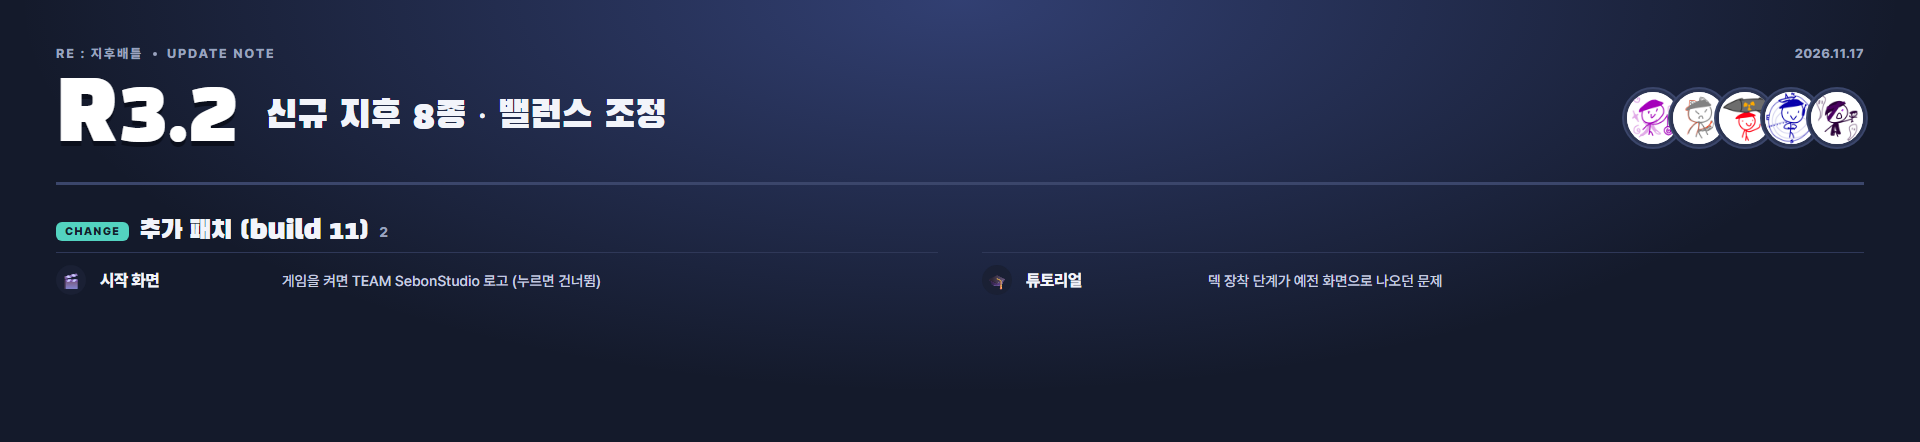 RE : 지후배틀 • UPDATE NOTE
2026.11.17
R3.2 신규 지후 8종 · 밸런스 조정
CHANGE 추가 패치 (build 11) 2
시작 화면 게임을 켜면 TEAM SebonStudio 로고 (누르면 건너뜀)
튜토리얼 덱 장착 단계가 예전 화면으로 나오던 문제